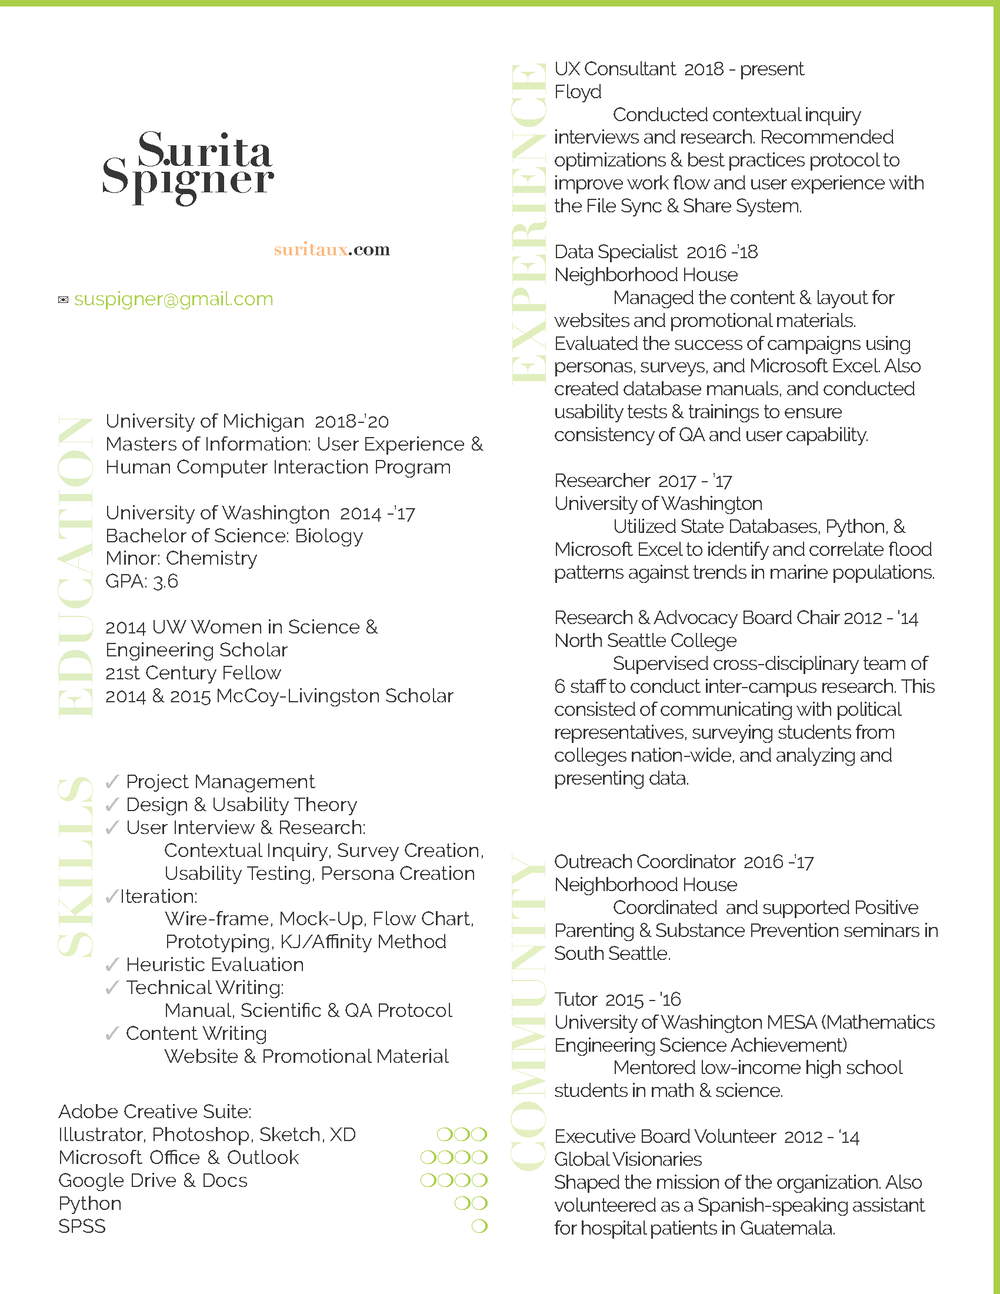 Surita
Spigner
suritaux.com
✉ suspigner@gmail.com
EDUCATION
University of Michigan 2018-’20
Masters of Information: User Experience &
Human Computer Interaction Program
University of Washington 2014 -’17
Bachelor of Science: Biology
Minor: Chemistry
GPA: 3.6
2014 UW Women in Science &
Engineering Scholar
21st Century Fellow
2014 & 2015 McCoy-Livingston Scholar
SKILLS
✓ Project Management
✓ Design & Usability Theory
✓ User Interview & Research:
Contextual Inquiry, Survey Creation,
Usability Testing, Persona Creation
✓Iteration:
Wire-frame, Mock-Up, Flow Chart,
Prototyping, KJ/Affinity Method
✓ Heuristic Evaluation
✓ Technical Writing:
Manual, Scientific & QA Protocol
✓ Content Writing
Website & Promotional Material
Adobe Creative Suite:
Illustrator, Photoshop, Sketch, XD
Microsoft Office & Outlook
Google Drive & Docs
Python
SPSS
EXPERIENCE
UX Consultant 2018 - present
Floyd
Conducted contextual inquiry
interviews and research. Recommended
optimizations & best practices protocol to
improve work flow and user experience with
the File Sync & Share System.
Data Specialist 2016 -’18
Neighborhood House
Managed the content & layout for
websites and promotional materials.
Evaluated the success of campaigns using
personas, surveys, and Microsoft Excel. Also
created database manuals, and conducted
usability tests & trainings to ensure
consistency of QA and user capability.
Researcher 2017 - ’17
University of Washington
Utilized State Databases, Python, &
Microsoft Excel to identify and correlate flood
patterns against trends in marine populations.
Research & Advocacy Board Chair 2012 - '14
North Seattle College
Supervised cross-disciplinary team of
6 staff to conduct inter-campus research. This
consisted of communicating with political
representatives, surveying students from
colleges nation-wide, and analyzing and
presenting data.
COMMUNITY
Outreach Coordinator 2016 -’17
Neighborhood House
Coordinated and supported Positive
Parenting & Substance Prevention seminars in
South Seattle.
Tutor 2015 - '16
University of Washington MESA (Mathematics
Engineering Science Achievement)
Mentored low-income high school
students in math & science.
Executive Board Volunteer 2012 - ‘14
Global Visionaries
Shaped the mission of the organization. Also
volunteered as a Spanish-speaking assistant
for hospital patients in Guatemala.